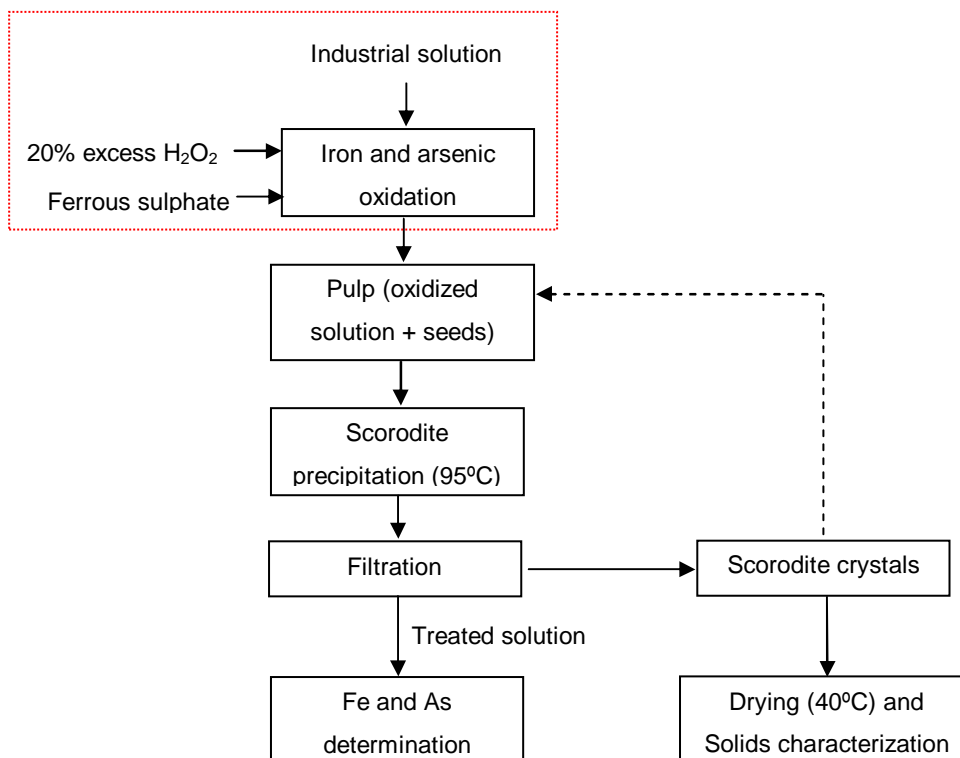 Industrial solution
20% excess H₂O₂
Ferrous sulphate
Iron and arsenic
oxidation
Pulp (oxidized
solution + seeds)
Scorodite
precipitation (95ºC)
Filtration
Scorodite crystals
Treated solution
Fe and As
determination
Drying (40ºC) and
Solids characterization